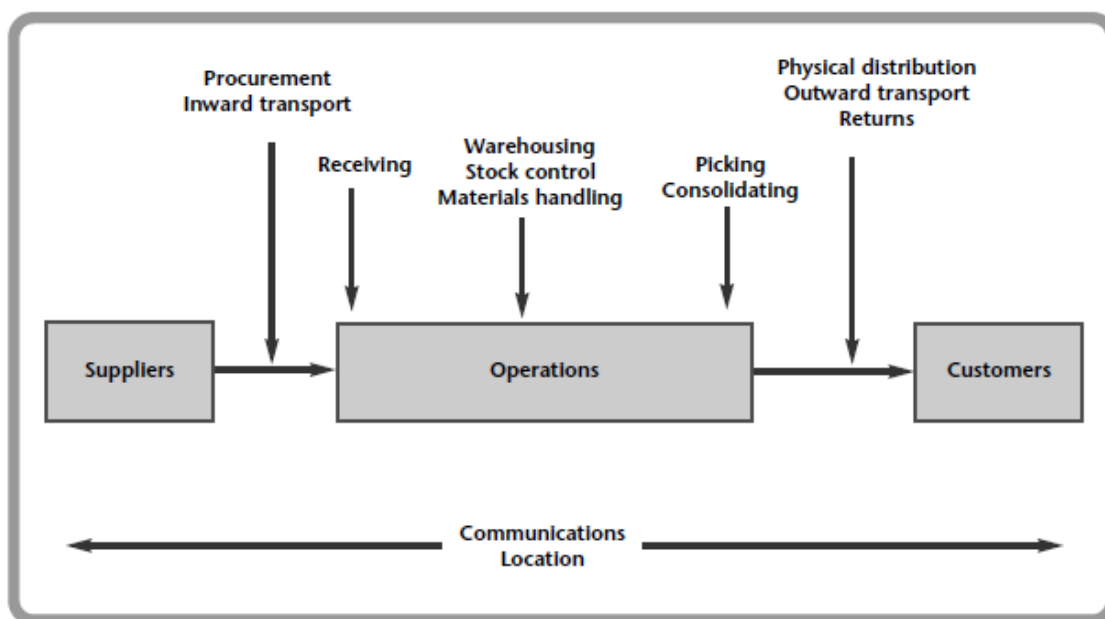 Procurement
Inward transport
Receiving
Warehousing
Stock control
Materials handling
Picking
Consolidating
Physical distribution
Outward transport
Returns
Suppliers
Operations
Customers
Communications
Location